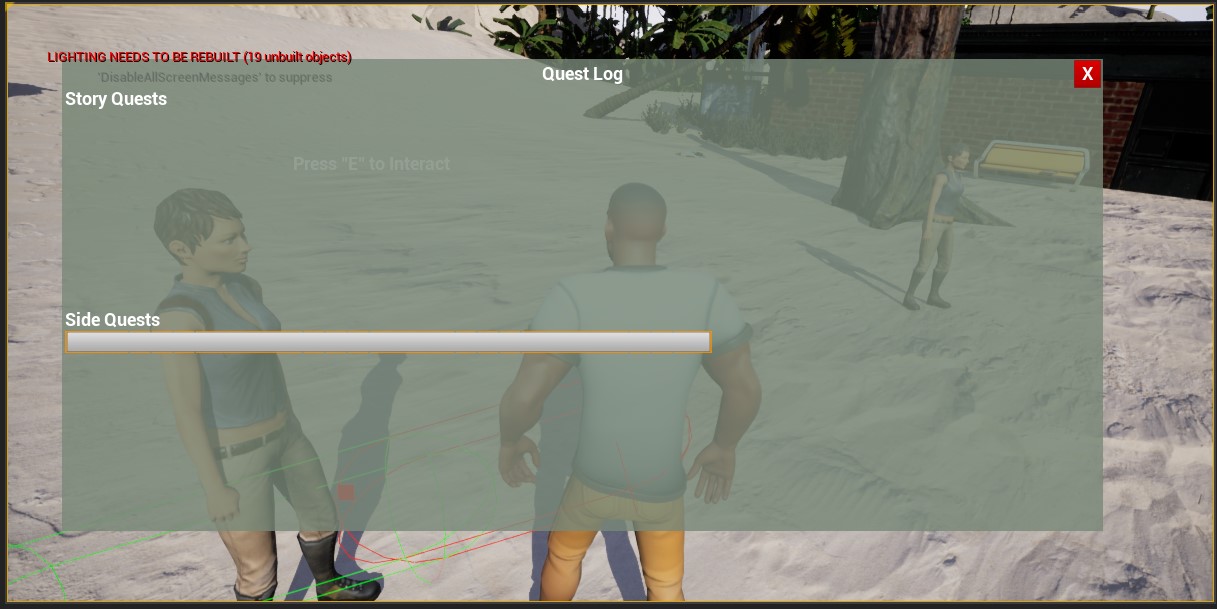 LIGHTING NEEDS TO BE REBUILT (19 unbuilt objects)
Quest Log
X
'DisableAllScreenMessages' to suppress
Story Quests
Press "E" to Interact
Side Quests